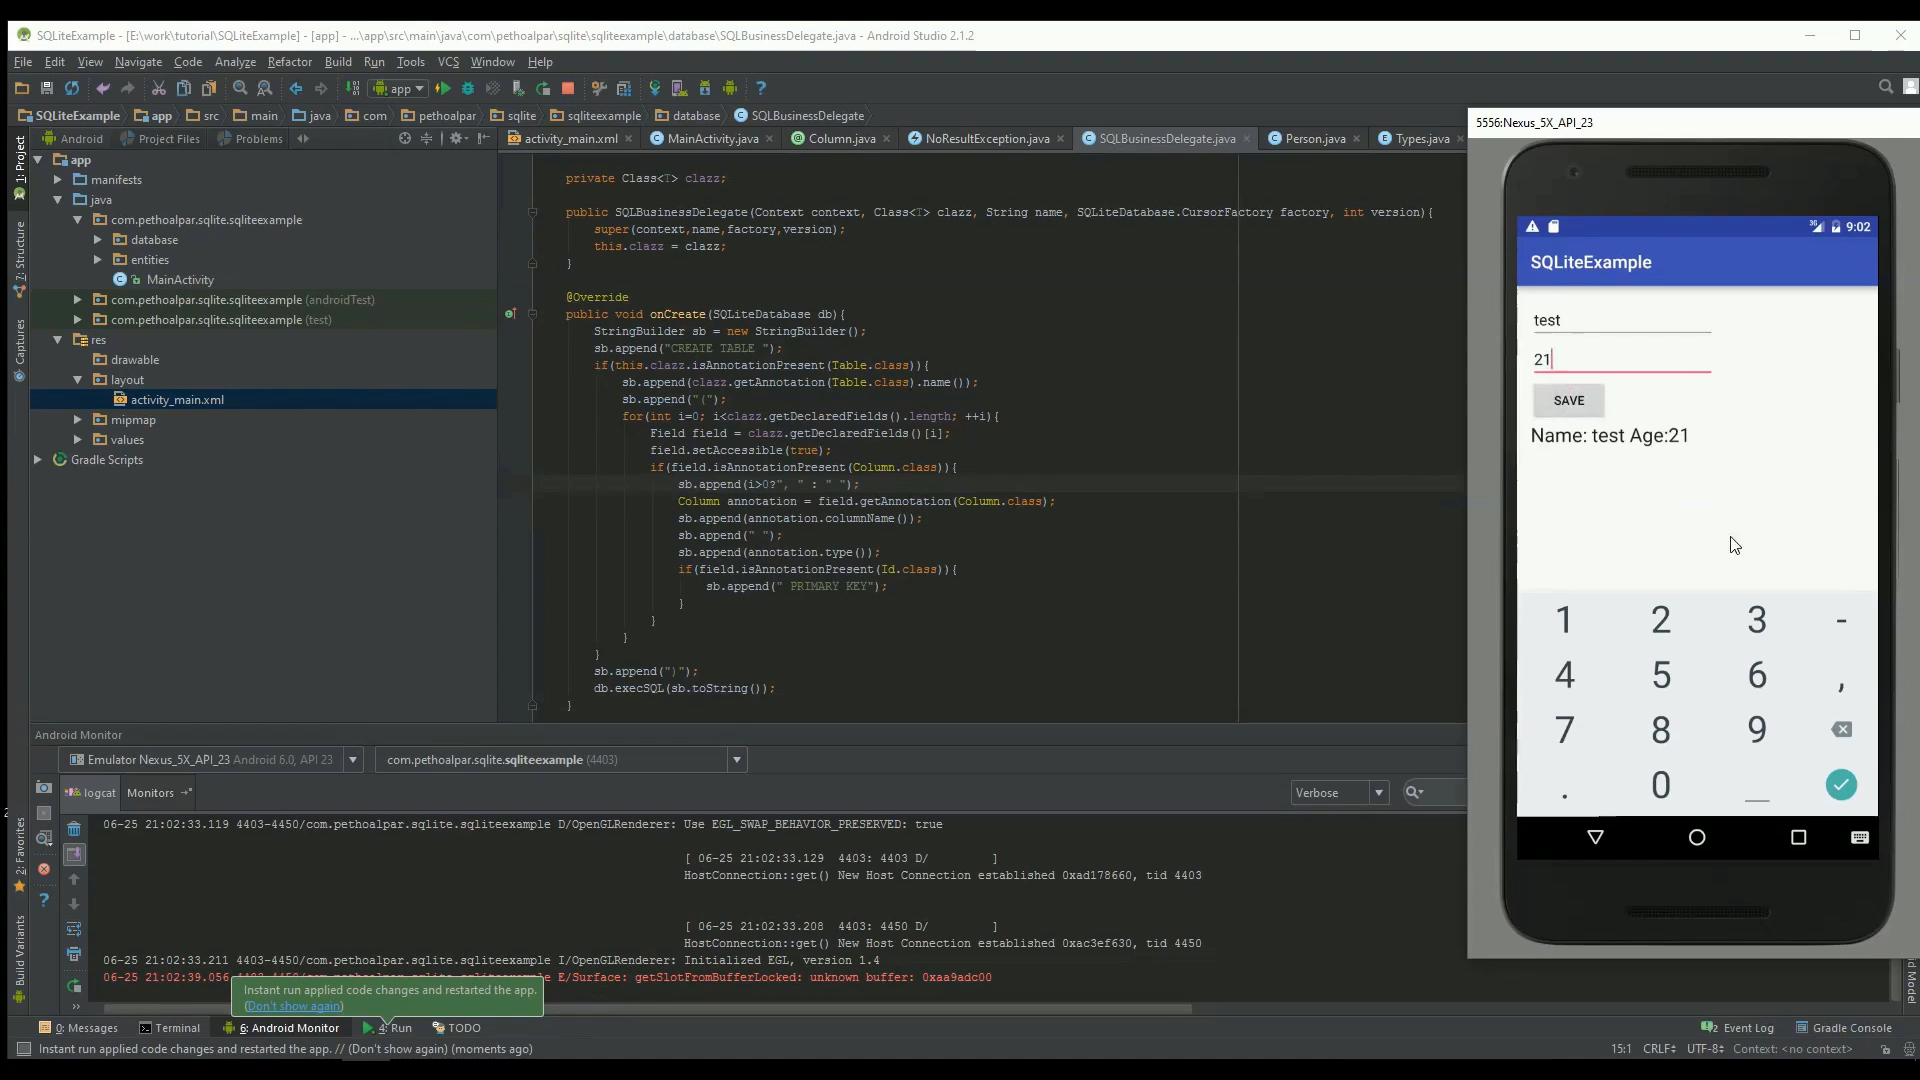 SQLiteExample - [E:\work\tutorial\SQLiteExample] - [app] - ...\app\src\main\java\com\pethoalpar\sqlite\sqliteexample\database\SQLBusinessDelegate.java - Android Studio 2.1.2
File Edit View Navigate Code Analyze Refactor Build Run Tools VCS Window Help
app
SQLiteExample app src main java com pethoalpar sqlite sqliteexample database SQLBusinessDelegate
Android Project Files Problems
activity_main.xml MainActivity.java Column.java NoResultException.java SQLBusinessDelegate.java Person.java Types.java
1: Project
7: Structure
Captures
2: Favorites
Build Variants
app
manifests
java
com.pethoalpar.sqlite.sqliteexample
database
entities
MainActivity
com.pethoalpar.sqlite.sqliteexample (androidTest)
com.pethoalpar.sqlite.sqliteexample (test)
res
drawable
layout
activity_main.xml
mipmap
values
Gradle Scripts
private Class<T> clazz;
public SQLBusinessDelegate(Context context, Class<T> clazz, String name, SQLiteDatabase.CursorFactory factory, int version){
super(context,name,factory,version);
this.clazz = clazz;
}
@Override
public void onCreate(SQLiteDatabase db){
StringBuilder sb = new StringBuilder();
sb.append("CREATE TABLE ");
if(this.clazz.isAnnotationPresent(Table.class)){
sb.append(clazz.getAnnotation(Table.class).name());
sb.append("(");
for(int i=0; i<clazz.getDeclaredFields().length; ++i){
Field field = clazz.getDeclaredFields()[i];
field.setAccessible(true);
if(field.isAnnotationPresent(Column.class)){
sb.append(i>0?", " : " ");
Column annotation = field.getAnnotation(Column.class);
sb.append(annotation.columnName());
sb.append(" ");
sb.append(annotation.type());
if(field.isAnnotationPresent(Id.class)){
sb.append(" PRIMARY KEY");
}
}
}
}
sb.append(")");
db.execSQL(sb.toString());
}
5556:Nexus_5X_API_23
3G 9:02
SQLiteExample
test
21
SAVE
Name: test Age:21
1 2 3 -
4 5 6 ,
7 8 9
. 0 _
Android Monitor
Emulator Nexus_5X_API_23 Android 6.0, API 23
com.pethoalpar.sqlite.sqliteexample (4403)
logcat Monitors
Verbose
06-25 21:02:33.119 4403-4450/com.pethoalpar.sqlite.sqliteexample D/OpenGLRenderer: Use EGL_SWAP_BEHAVIOR_PRESERVED: true
[ 06-25 21:02:33.129 4403: 4403 D/ ]
HostConnection::get() New Host Connection established 0xad178660, tid 4403
[ 06-25 21:02:33.208 4403: 4450 D/ ]
HostConnection::get() New Host Connection established 0xac3ef630, tid 4450
06-25 21:02:33.211 4403-4450/com.pethoalpar.sqlite.sqliteexample I/OpenGLRenderer: Initialized EGL, version 1.4
06-25 21:02:39.056 4403-4450/com.pethoalpar.sqlite.sqliteexample E/Surface: getSlotFromBufferLocked: unknown buffer: 0xaa9adc00
Instant run applied code changes and restarted the app.
(Don't show again)
0: Messages Terminal 6: Android Monitor 4: Run TODO
2 Event Log Gradle Console
Instant run applied code changes and restarted the app. // (Don't show again) (moments ago)
15:1 CRLF UTF-8 Context: <no context>